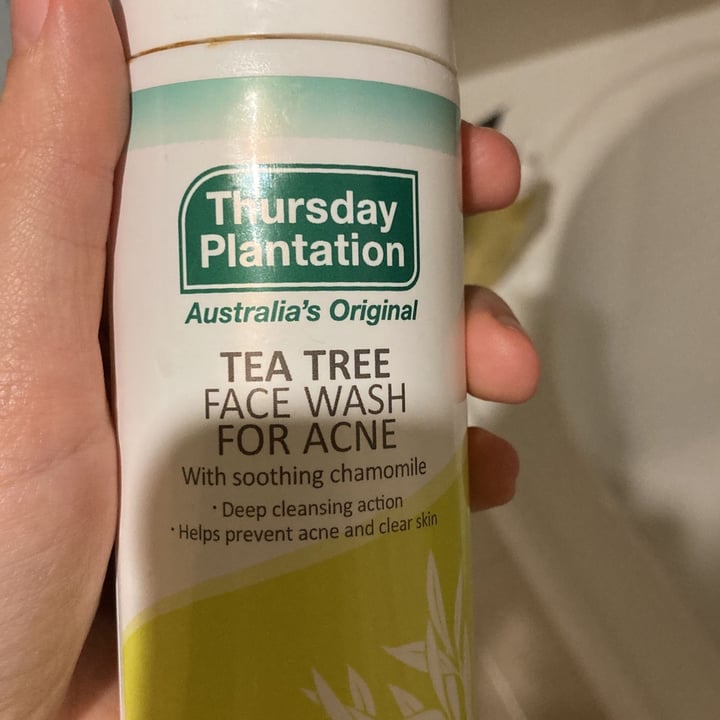 Thursday
Plantation
Australia's Original
TEA TREE
FACE WASH
FOR ACNE
With soothing chamomile
· Deep cleansing action
· Helps prevent acne and clear skin